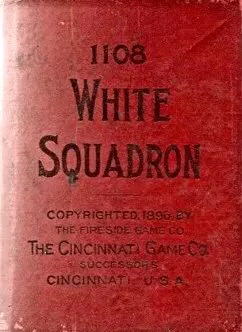 1108
WHITE
SQUADRON
COPYRIGHTED, 1896, BY
THE FIRESIDE GAME CO.
THE CINCINNATI GAME CO.
SUCCESSORS
CINCINNATI, U.S.A.